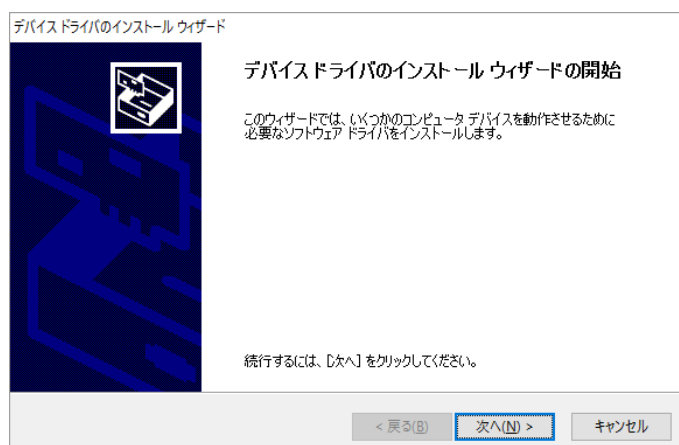 デバイス ドライバのインストール ウィザード
デバイス ドライバのインストール ウィザードの開始
このウィザードでは、いくつかのコンピュータ デバイスを動作させるために
必要なソフトウェア ドライバをインストールします。
続行するには、[次へ] をクリックしてください。
< 戻る(B) 次へ(N) > キャンセル